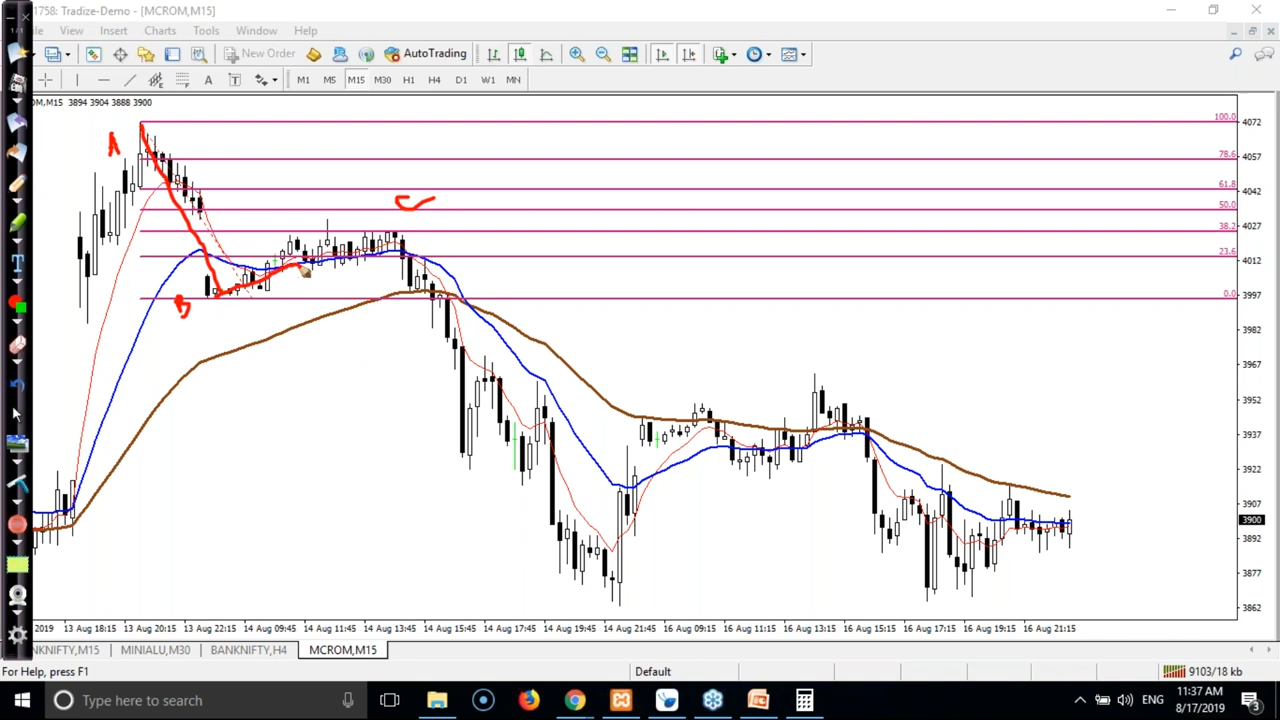 1758: Tradize-Demo - [MCROM,M15]
View Insert Charts Tools Window Help
New Order AutoTrading
A T M1 M5 M15 M30 H1 H4 D1 W1 MN
OM,M15 3894 3904 3888 3900
100.0
4072
78.6
4057
61.8
4042
50.0
38.2
4027
23.6
4012
0.0
3997
3982
3967
3952
3937
3922
3907
3900
3892
3877
3862
A
B
2019 13 Aug 18:15 13 Aug 20:15 13 Aug 22:15 14 Aug 09:45 14 Aug 11:45 14 Aug 13:45 14 Aug 15:45 14 Aug 17:45 14 Aug 19:45 14 Aug 21:45 16 Aug 09:15 16 Aug 11:15 16 Aug 13:15 16 Aug 15:15 16 Aug 17:15 16 Aug 19:15 16 Aug 21:15
NKNIFTY,M15 MINIALU,M30 BANKNIFTY,H4 MCROM,M15
For Help, press F1 Default 9103/18 kb
Type here to search ENG 11:37 AM
8/17/2019 3